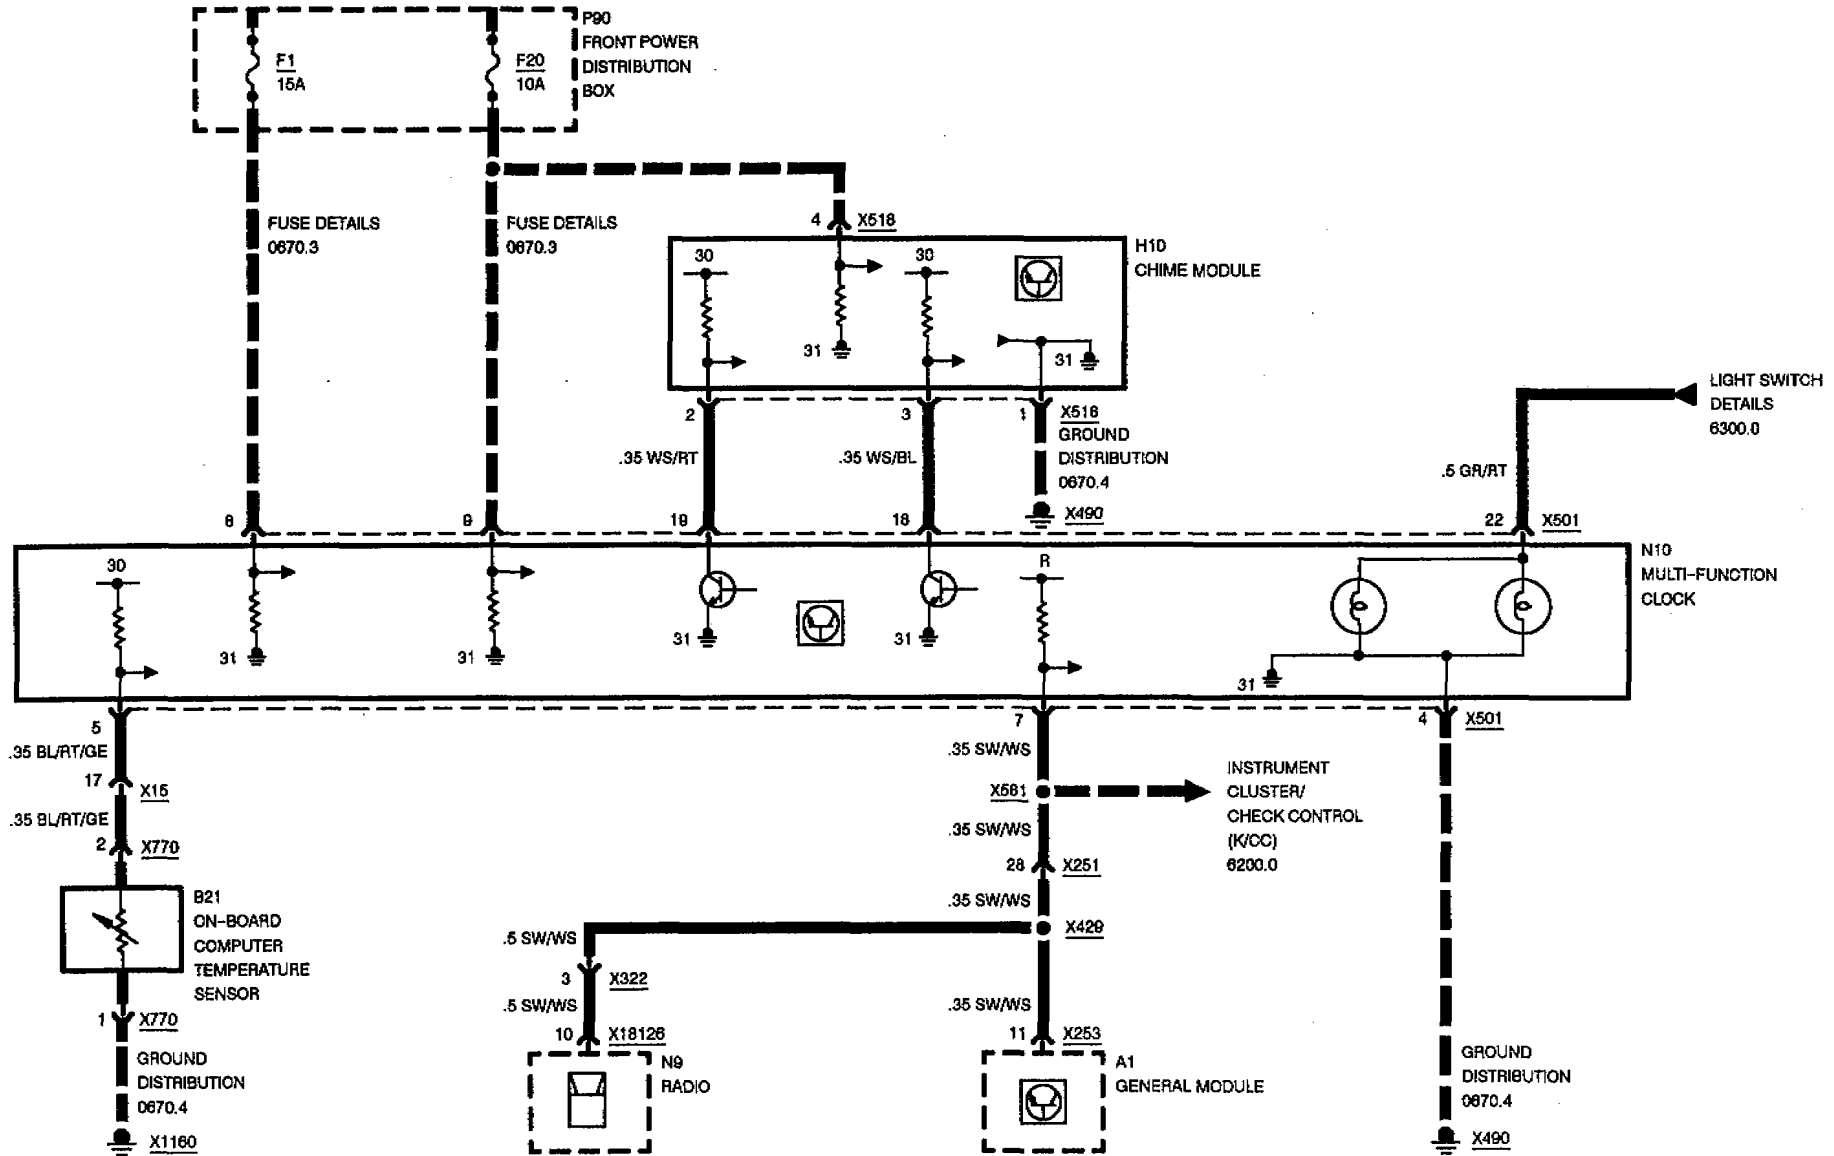 P90
FRONT POWER
DISTRIBUTION
BOX
F1
15A
F20
10A
FUSE DETAILS
0670.3
FUSE DETAILS
0670.3
4
X518
H10
CHIME MODULE
30
30
31
31
2
3
1
X518
GROUND
DISTRIBUTION
0670.4
X490
.35 WS/RT
.35 WS/BL
LIGHT SWITCH
DETAILS
6300.0
.5 GR/RT
8
9
19
18
22
X501
N10
MULTI-FUNCTION
CLOCK
30
R
31
31
31
31
31
5
7
4
X501
.35 BL/RT/GE
17
X15
.35 BL/RT/GE
2
X770
B21
ON-BOARD
COMPUTER
TEMPERATURE
SENSOR
1
X770
GROUND
DISTRIBUTION
0670.4
X1160
.35 SW/WS
X581
INSTRUMENT
CLUSTER/
CHECK CONTROL
(K/CC)
6200.0
.35 SW/WS
28
X251
.35 SW/WS
X429
.5 SW/WS
3
X322
.5 SW/WS
10
X18126
N9
RADIO
.35 SW/WS
11
X253
A1
GENERAL MODULE
GROUND
DISTRIBUTION
0670.4
X490